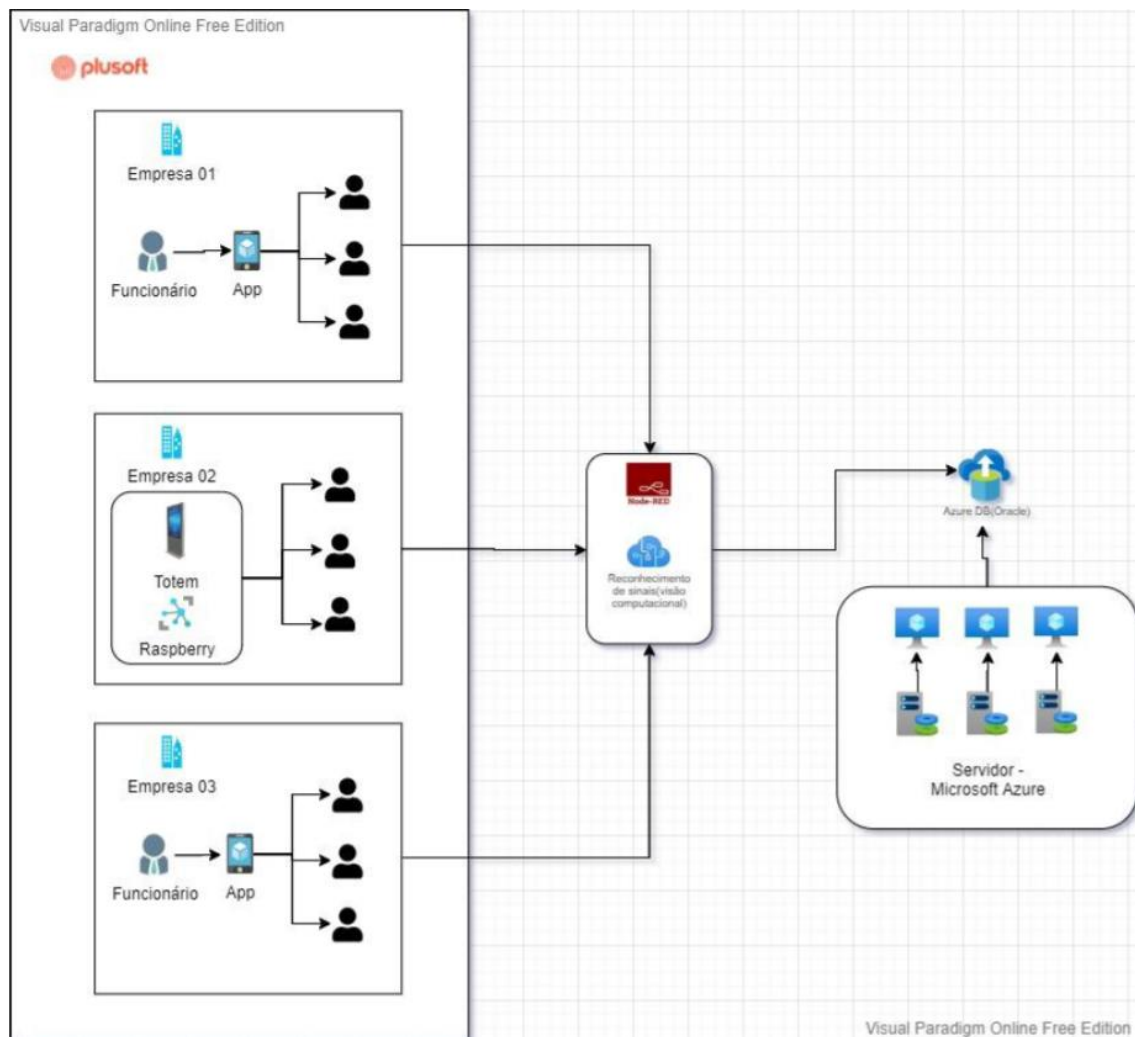 Visual Paradigm Online Free Edition
plusoft
Empresa 01
Funcionário
App
Empresa 02
Totem
Raspberry
Empresa 03
Funcionário
App
Node-RED
Reconhecimento
de sinais(visão
computacional)
Azure DB(Oracle)
Servidor -
Microsoft Azure
Visual Paradigm Online Free Edition